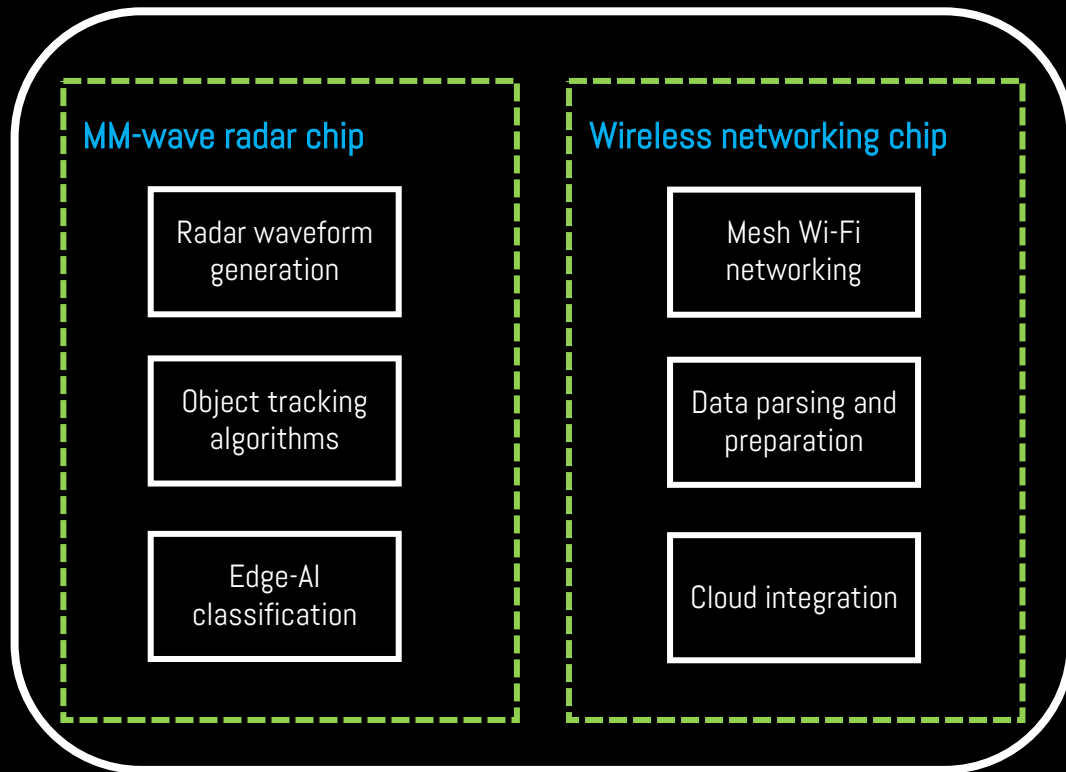 MM-wave radar chip
Radar waveform
generation
Object tracking
algorithms
Edge-AI
classification
Wireless networking chip
Mesh Wi-Fi
networking
Data parsing and
preparation
Cloud integration